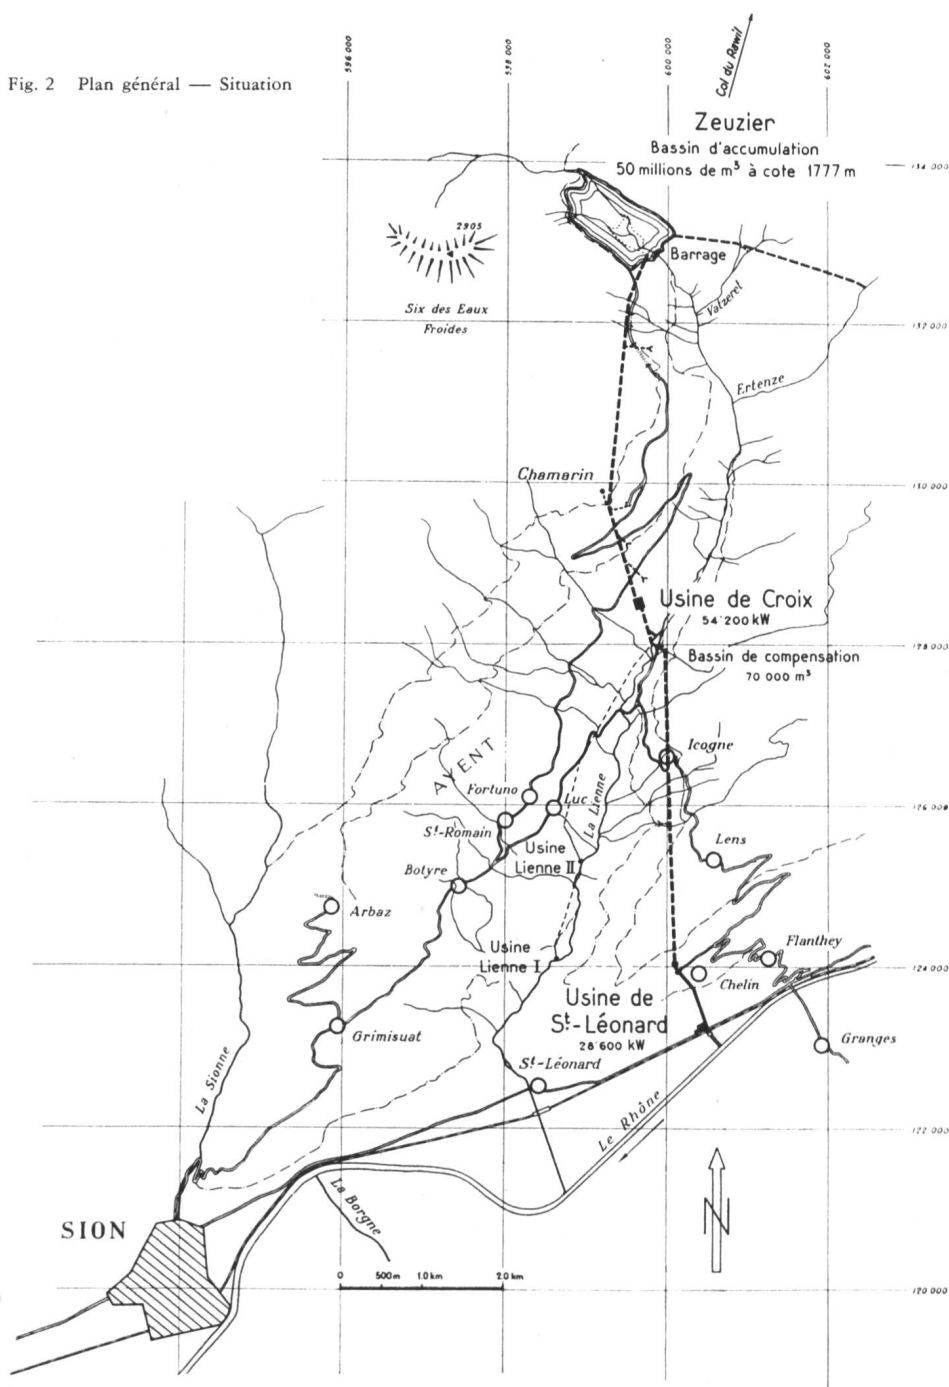 Fig. 2 Plan général — Situation
596 000
598 000
600 000
602 000
Col du Rawil
Zeuzier
Bassin d'accumulation
50 millions de m³ à cote 1777 m
134 000
2905
Barrage
Six des Eaux
Froides
Vatzeret
132 000
Ertenze
Chamarin
130 000
Usine de Croix
54'200 kW
128 000
Bassin de compensation
70 000 m³
Icogne
AYENT
Fortuno
Luc
La Lienne
126 000
St-Romain
Usine
Lienne II
Lens
Botyre
Arbaz
Usine
Lienne I
Flanthey
124 000
Chelin
Usine de
St-Léonard
28'600 kW
Grimisuat
Granges
La Sionne
St-Léonard
Le Rhône
122 000
La Borgne
N
SION
0 500m 1.0km 2.0km
120 000